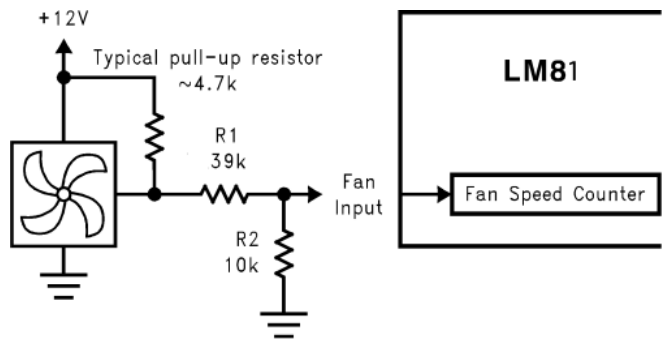 +12V
Typical pull-up resistor
~4.7k
LM81
R1
39k
Fan
Input
Fan Speed Counter
R2
10k